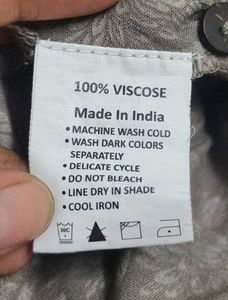 100% VISCOSE
Made In India
• MACHINE WASH COLD
• WASH DARK COLORS
SEPARATELY
• DELICATE CYCLE
• DO NOT BLEACH
• LINE DRY IN SHADE
• COOL IRON
30C